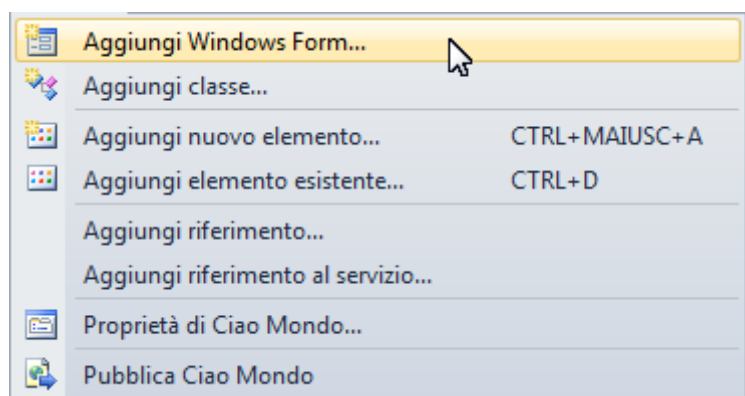 Aggiungi Windows Form...
Aggiungi classe...
Aggiungi nuovo elemento... CTRL+MAIUSC+A
Aggiungi elemento esistente... CTRL+D
Aggiungi riferimento...
Aggiungi riferimento al servizio...
Proprietà di Ciao Mondo...
Pubblica Ciao Mondo